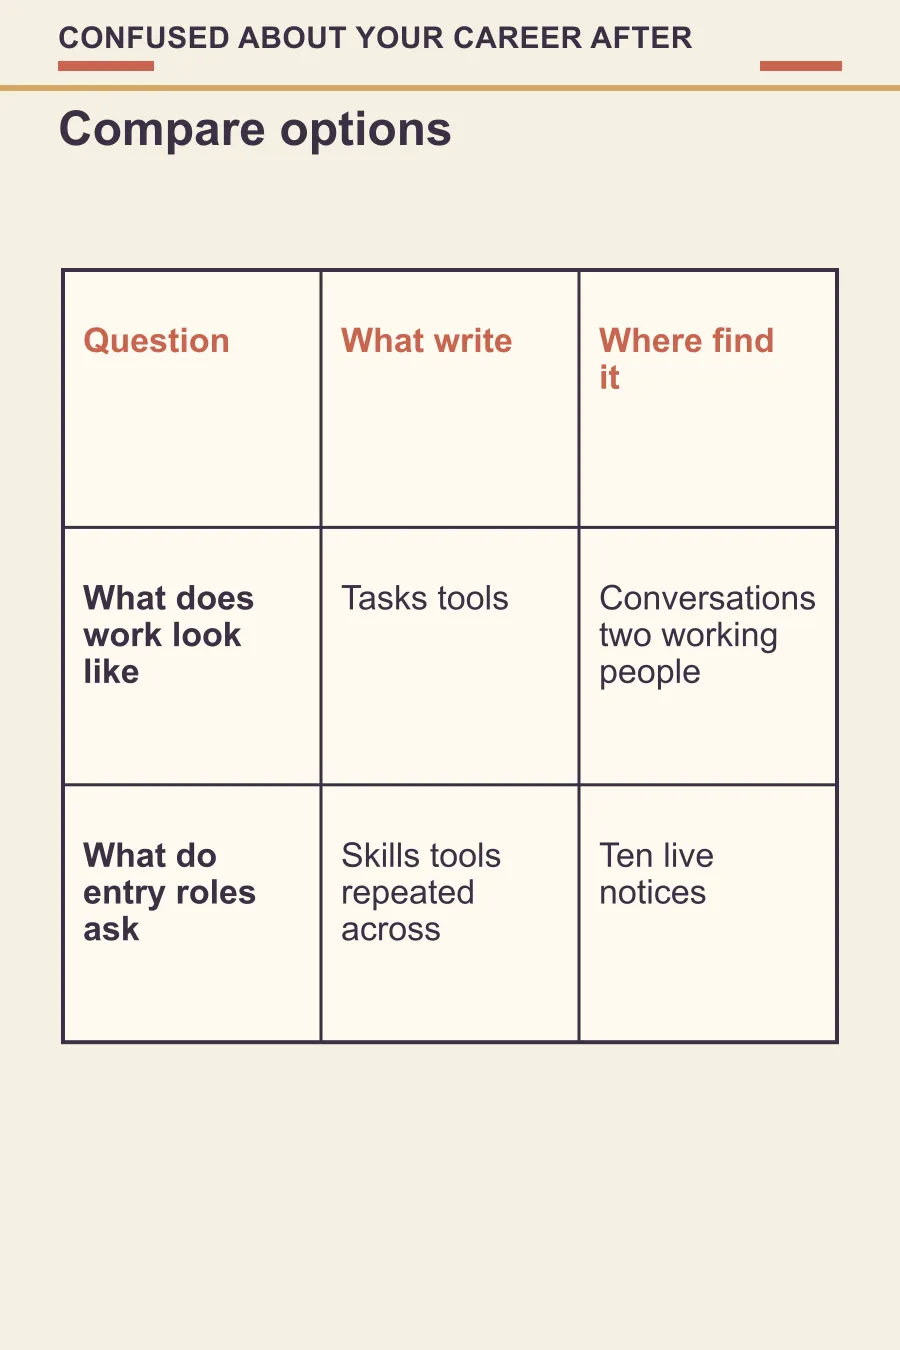 CONFUSED ABOUT YOUR CAREER AFTER
Compare options
Question
What write
Where find
it
What does
work look
like
Tasks tools
Conversations
two working
people
What do
entry roles
ask
Skills tools
repeated
across
Ten live
notices